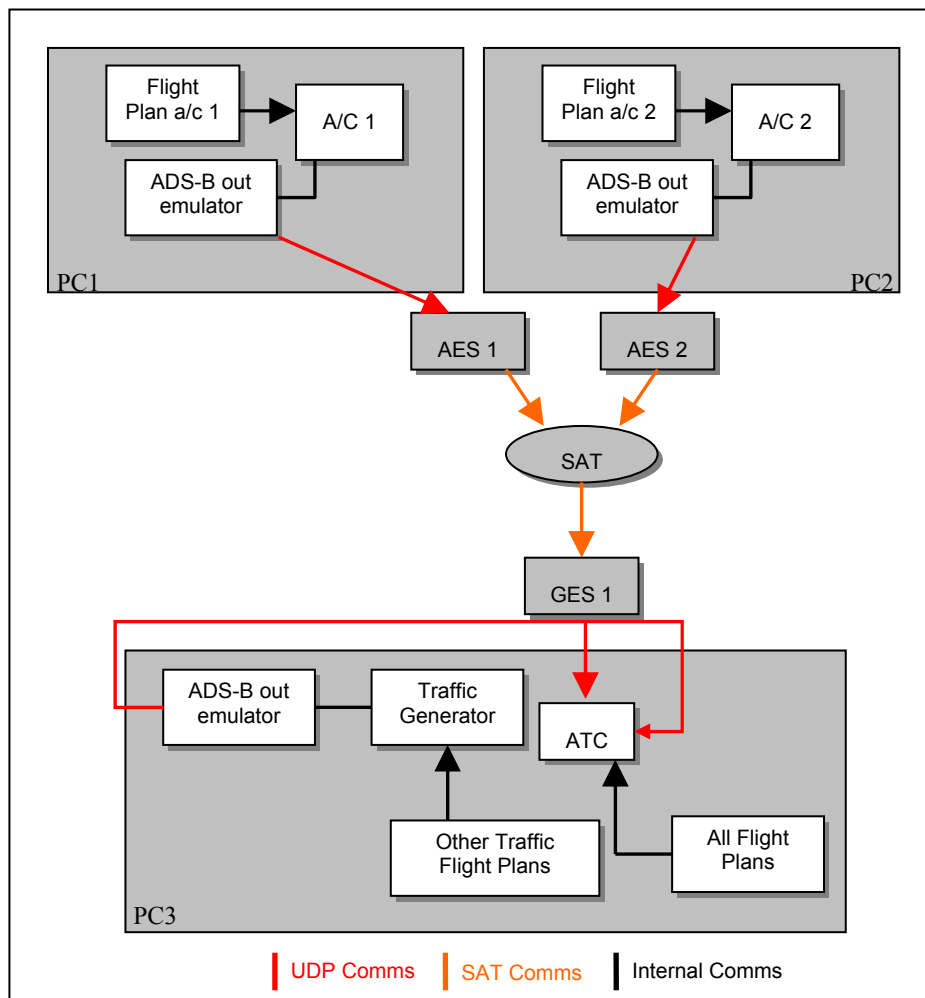 Flight
Plan a/c 1
A/C 1
ADS-B out
emulator
PC1
Flight
Plan a/c 2
A/C 2
ADS-B out
emulator
PC2
AES 1
AES 2
SAT
GES 1
ADS-B out
emulator
Traffic
Generator
ATC
Other Traffic
Flight Plans
All Flight
Plans
PC3
UDP Comms
SAT Comms
Internal Comms